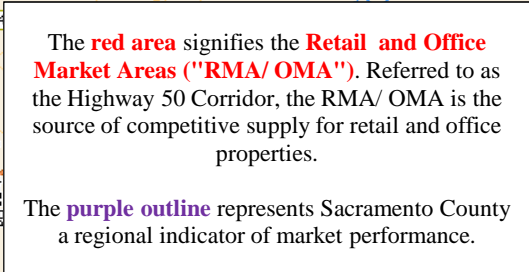 The red area signifies the Retail and Office
Market Areas ("RMA/ OMA"). Referred to as
the Highway 50 Corridor, the RMA/ OMA is the
source of competitive supply for retail and office
properties.
The purple outline represents Sacramento County
a regional indicator of market performance.